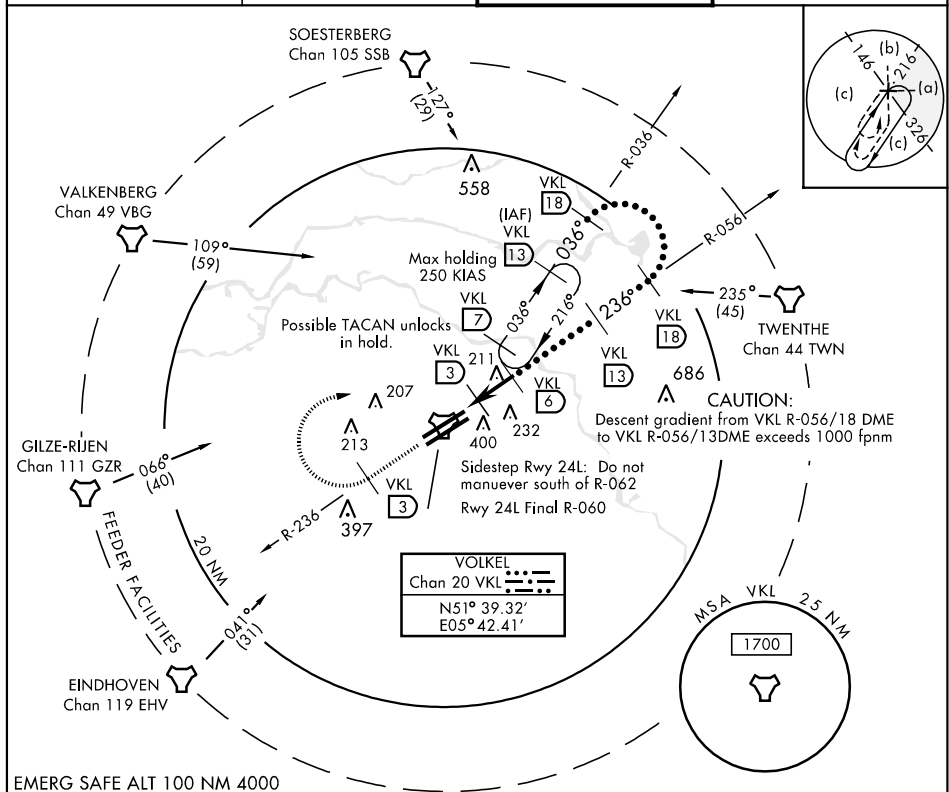 SOESTERBERG
Chan 105 SSB
127°
(29)
558
VALKENBERG
Chan 49 VBG
109°
(59)
R-036
VKL
18
036°
(IAF)
VKL
13
Max holding
250 KIAS
036°
216°
VKL
7
Possible TACAN unlocks
in hold.
R-056
236°
235°
(45)
TWENTHE
Chan 44 TWN
VKL
18
VKL
13
VKL
3
211
VKL
6
686
207
213
400
232
CAUTION:
Descent gradient from VKL R-056/18 DME
to VKL R-056/13DME exceeds 1000 fpnm
GILZE-RIJEN
Chan 111 GZR
066°
(40)
Sidestep Rwy 24L: Do not
manuever south of R-062
Rwy 24L Final R-060
VKL
3
397
R-236
20 NM
FEEDER FACILITIES
VOLKEL
Chan 20 VKL
N51° 39.32'
E05° 42.41'
041°
(31)
EINDHOVEN
Chan 119 EHV
MSA VKL 25 NM
1700
EMERG SAFE ALT 100 NM 4000
146
(b)
216
(a)
(c)
326
(c)